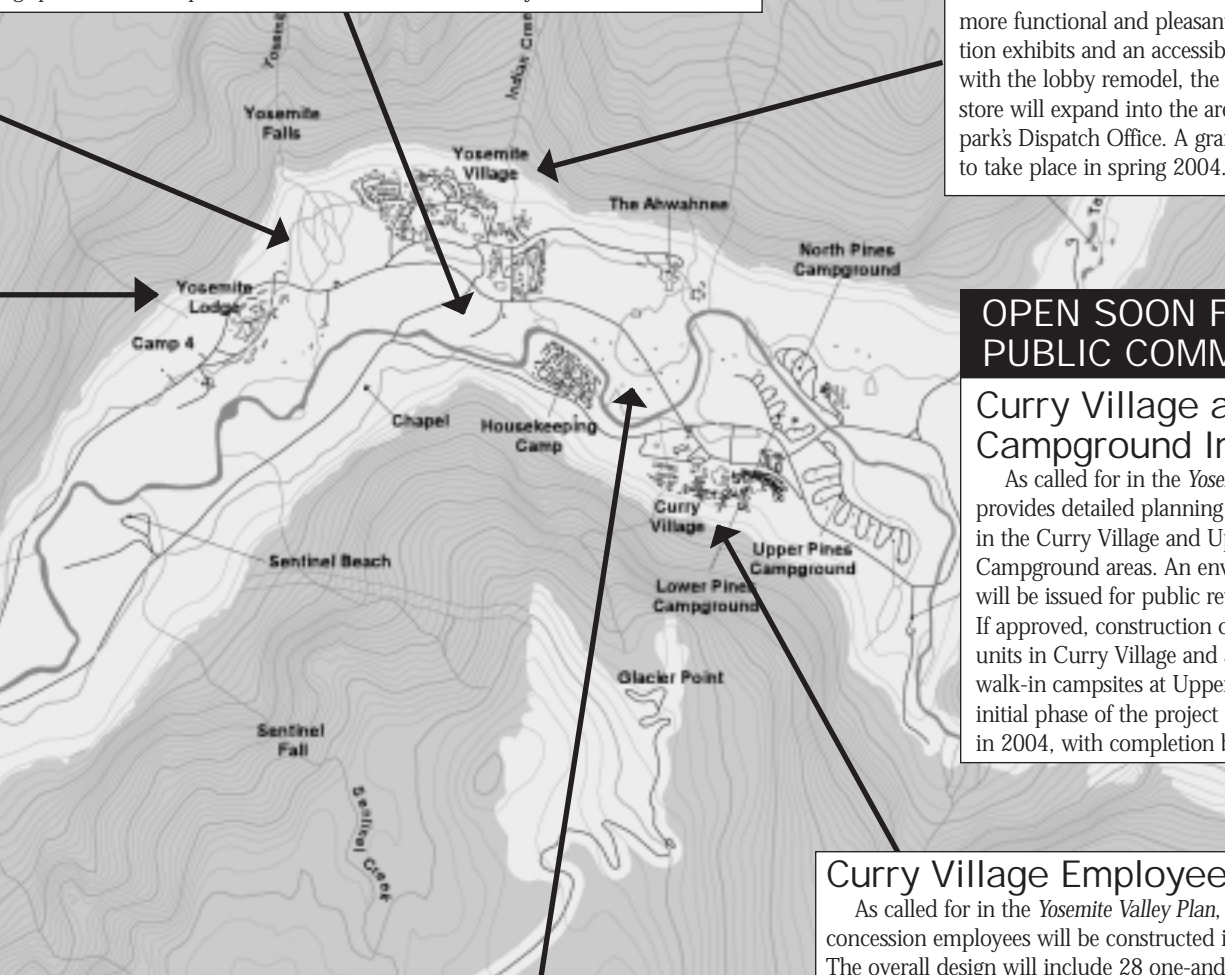 more functional and pleasant
tion exhibits and an accessib
with the lobby remodel, the
store will expand into the are
park's Dispatch Office. A gra
to take place in spring 2004.
Indian Cree
Yosemite
Falls
Yosemite
Village
The Ahwahnee
North Pines
Campground
Yosemite
Lodge
Camp 4
Chapel
Housekeeping
Camp
Curry
Village
Upper Pines
Campground
Lower Pines
Campground
Sentinel Beach
Glacier Point
Sentinel
Fall
Sentinel Creek
OPEN SOON F
PUBLIC COMM
Curry Village a
Campground I
As called for in the Yose
provides detailed planning
in the Curry Village and U
Campground areas. An env
will be issued for public re
If approved, construction o
units in Curry Village and
walk-in campsites at Upper
initial phase of the project
in 2004, with completion b
Curry Village Employee
As called for in the Yosemite Valley Plan,
concession employees will be constructed i
The overall design will include 28 one-and